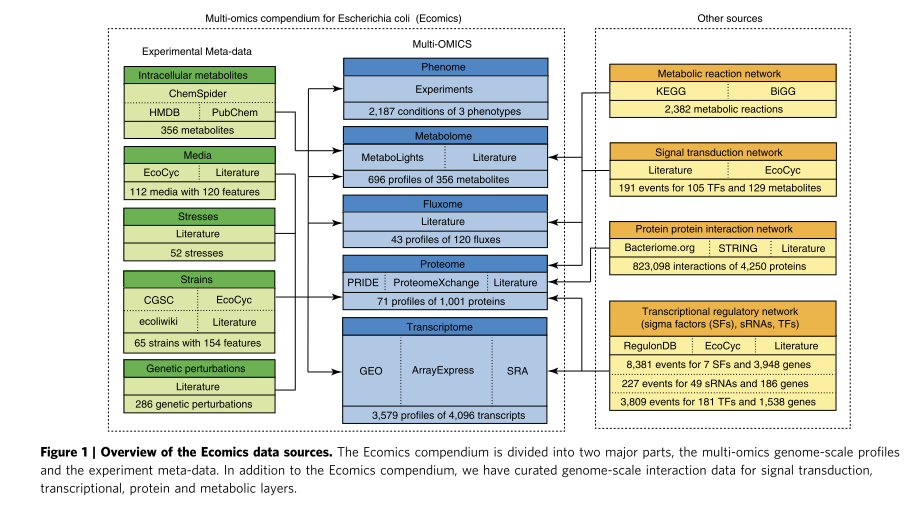 Multi-omics compendium for Escherichia coli (Ecomics)
Other sources
Experimental Meta-data
Multi-OMICS
Intracellular metabolites
ChemSpider
HMDB PubChem
356 metabolites
Media
EcoCyc Literature
112 media with 120 features
Stresses
Literature
52 stresses
Strains
CGSC EcoCyc
ecoliwiki Literature
65 strains with 154 features
Genetic perturbations
Literature
286 genetic perturbations
Phenome
Experiments
2,187 conditions of 3 phenotypes
Metabolome
MetaboLights Literature
696 profiles of 356 metabolites
Fluxome
Literature
43 profiles of 120 fluxes
Proteome
PRIDE ProteomeXchange Literature
71 profiles of 1,001 proteins
Transcriptome
GEO ArrayExpress SRA
3,579 profiles of 4,096 transcripts
Metabolic reaction network
KEGG BiGG
2,382 metabolic reactions
Signal transduction network
Literature EcoCyc
191 events for 105 TFs and 129 metabolites
Protein protein interaction network
Bacteriome.org STRING Literature
823,098 interactions of 4,250 proteins
Transcriptional regulatory network
(sigma factors (SFs), sRNAs, TFs)
RegulonDB EcoCyc Literature
8,381 events for 7 SFs and 3,948 genes
227 events for 49 sRNAs and 186 genes
3,809 events for 181 TFs and 1,538 genes
Figure 1 | Overview of the Ecomics data sources. The Ecomics compendium is divided into two major parts, the multi-omics genome-scale profiles
and the experiment meta-data. In addition to the Ecomics compendium, we have curated genome-scale interaction data for signal transduction,
transcriptional, protein and metabolic layers.